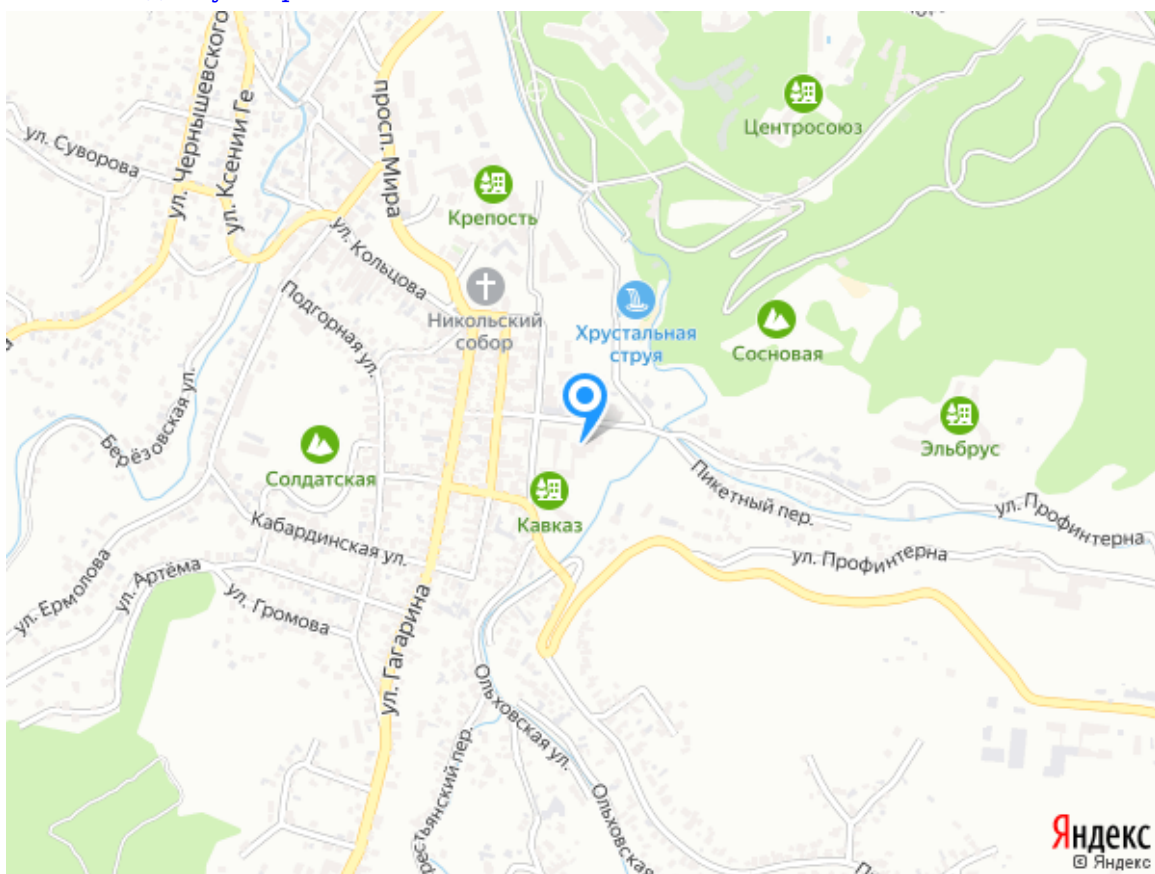 ул. Чернышевского
ул. Ксении Ге
ул. Суворова
просп. Мира
Центросоюз
Крепость
ул. Кольцова
Никольский
собор
Хрустальная
струя
Сосновая
Подгорная ул.
Берёзовская ул.
Солдатская
Эльбрус
Кавказ
Пикетный пер.
ул. Профинтерна
Кабардинская ул.
ул. Профинтерна
ул. Ермолова
ул. Артёма
ул. Громова
ул. Гагарина
Ольховская ул.
Ольховская
Яндекс
© Яндекс